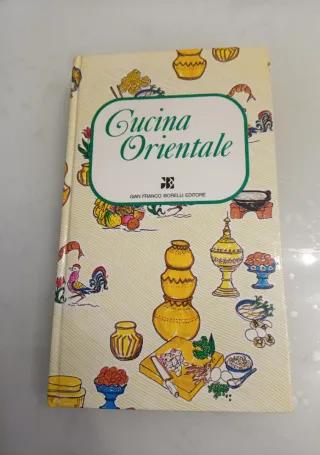 Cucina
Orientale
GIAN FRANCO BORELLI EDITORE